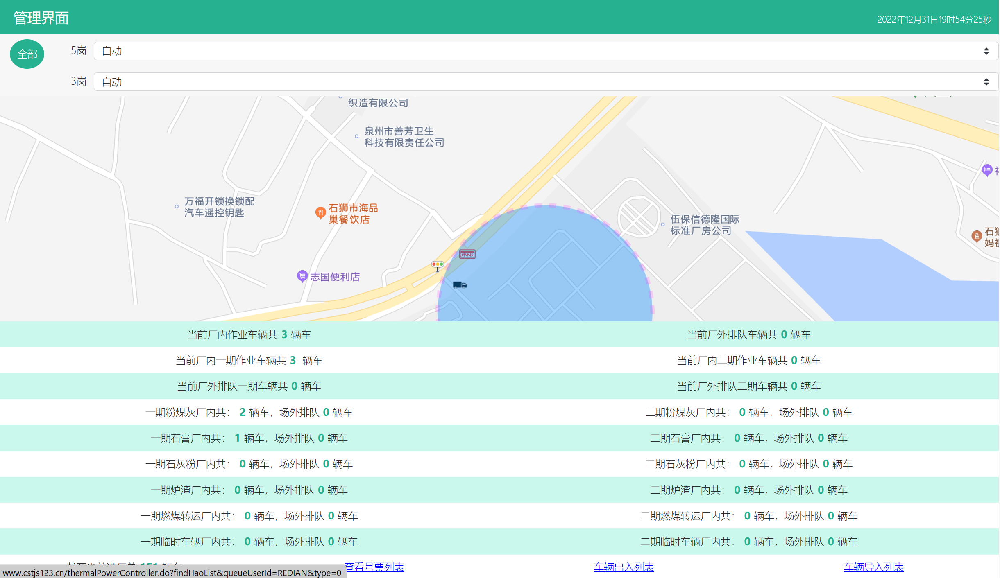 管理界面
2022年12月31日19时54分25秒
全部
5岗
自动
3岗
自动
织造有限公司
泉州市善芳卫生
科技有限责任公司
万福开锁换锁配
汽车遥控钥匙
石狮市海品
巢餐饮店
伍保信德隆国际
标准厂房公司
石
妈
G228
志国便利店
当前厂内作业车辆共 3 辆车
当前厂外排队车辆共 0 辆车
当前厂内一期作业车辆共 3 辆车
当前厂内二期作业车辆共 0 辆车
当前厂外排队一期车辆共 0 辆车
当前厂外排队二期车辆共 0 辆车
一期粉煤灰厂内共： 2 辆车，场外排队 0 辆车
二期粉煤灰厂内共： 0 辆车，场外排队 0 辆车
一期石膏厂内共： 1 辆车，场外排队 0 辆车
二期石膏厂内共： 0 辆车，场外排队 0 辆车
一期石灰粉厂内共： 0 辆车，场外排队 0 辆车
二期石灰粉厂内共： 0 辆车，场外排队 0 辆车
一期炉渣厂内共： 0 辆车，场外排队 0 辆车
二期炉渣厂内共： 0 辆车，场外排队 0 辆车
一期燃煤转运厂内共： 0 辆车，场外排队 0 辆车
二期燃煤转运厂内共： 0 辆车，场外排队 0 辆车
一期临时车辆厂内共： 0 辆车，场外排队 0 辆车
二期临时车辆厂内共： 0 辆车，场外排队 0 辆车
查看号票列表
车辆出入列表
车辆导入列表
www.cstjs123.cn/thermalPowerController.do?findHaoList&queueUserId=REDIAN&type=0